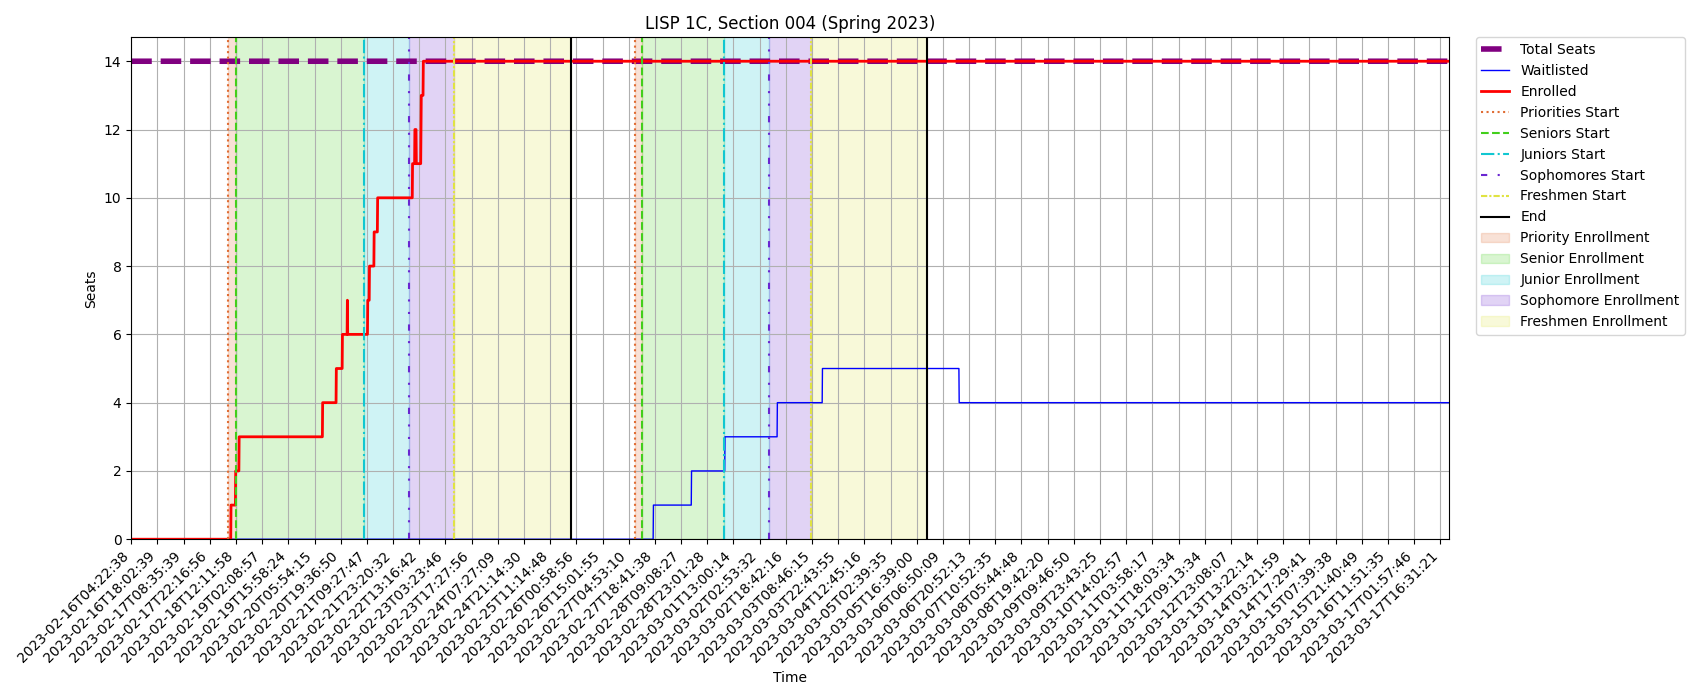 LISP 1C, Section 004 (Spring 2023)
Seats
14
12
10
8
6
4
2
0
2023-02-16T04:22:38
2023-02-16T18:02:39
2023-02-17T08:35:39
2023-02-17T22:16:56
2023-02-18T12:11:58
2023-02-19T02:08:57
2023-02-19T15:58:24
2023-02-20T05:54:15
2023-02-20T19:36:50
2023-02-21T09:27:47
2023-02-21T23:20:32
2023-02-22T13:16:42
2023-02-23T03:23:46
2023-02-23T17:27:56
2023-02-24T07:27:09
2023-02-24T21:14:30
2023-02-25T11:14:48
2023-02-26T00:58:56
2023-02-26T15:01:55
2023-02-27T04:53:10
2023-02-27T18:41:38
2023-02-28T09:08:27
2023-02-28T23:01:28
2023-03-01T13:00:14
2023-03-02T02:53:32
2023-03-02T18:42:16
2023-03-03T08:46:15
2023-03-03T22:43:55
2023-03-04T12:45:16
2023-03-05T02:39:35
2023-03-05T16:39:00
2023-03-06T06:50:09
2023-03-06T20:52:13
2023-03-07T10:52:35
2023-03-08T05:44:48
2023-03-08T19:42:20
2023-03-09T09:46:50
2023-03-09T23:43:25
2023-03-10T14:02:57
2023-03-11T03:58:17
2023-03-11T18:03:34
2023-03-12T09:13:34
2023-03-12T23:08:07
2023-03-13T13:22:14
2023-03-14T03:21:59
2023-03-14T17:29:41
2023-03-15T07:39:38
2023-03-15T21:40:49
2023-03-16T11:51:35
2023-03-17T01:57:46
2023-03-17T16:31:21
Time
Total Seats
Waitlisted
Enrolled
Priorities Start
Seniors Start
Juniors Start
Sophomores Start
Freshmen Start
End
Priority Enrollment
Senior Enrollment
Junior Enrollment
Sophomore Enrollment
Freshmen Enrollment